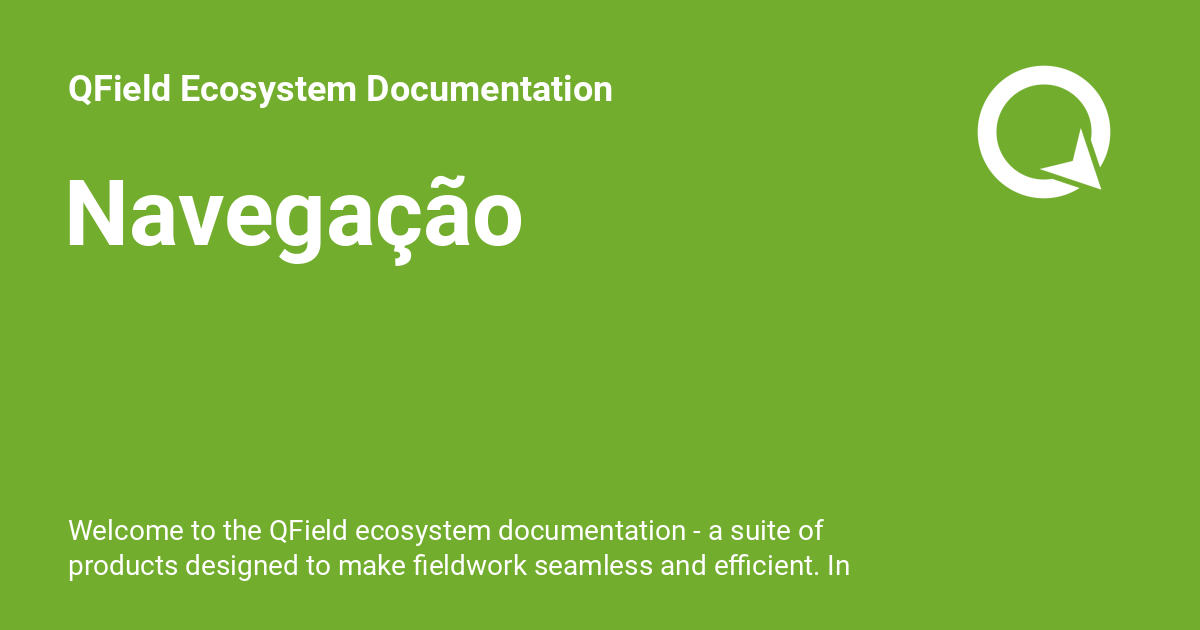 QField Ecosystem Documentation
Navegação
Welcome to the QField ecosystem documentation - a suite of
products designed to make fieldwork seamless and efficient. In